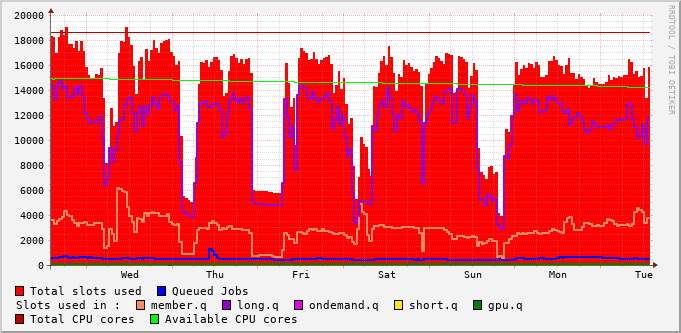 20000
18000
16000
14000
12000
10000
8000
6000
4000
2000
0
Wed Thu Fri Sat Sun Mon Tue
RRDTOOL / TOBI OETIKER
Total slots used Queued Jobs
Slots used in : member.q long.q ondemand.q short.q gpu.q
Total CPU cores Available CPU cores